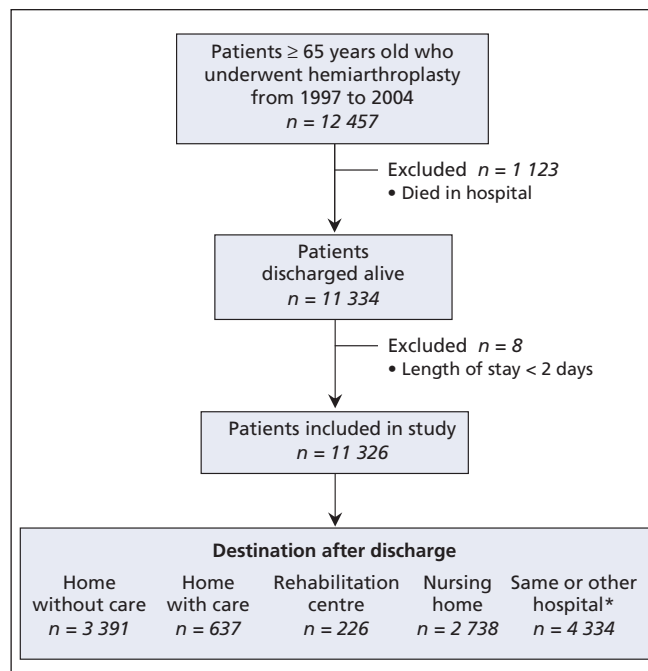 Patients ≥ 65 years old who
underwent hemiarthroplasty
from 1997 to 2004
n = 12 457
Excluded n = 1 123
• Died in hospital
Patients
discharged alive
n = 11 334
Excluded n = 8
• Length of stay < 2 days
Patients included in study
n = 11 326
Destination after discharge
Home
without care
n = 3 391
Home
with care
n = 637
Rehabilitation
centre
n = 226
Nursing
home
n = 2 738
Same or other
hospital*
n = 4 334